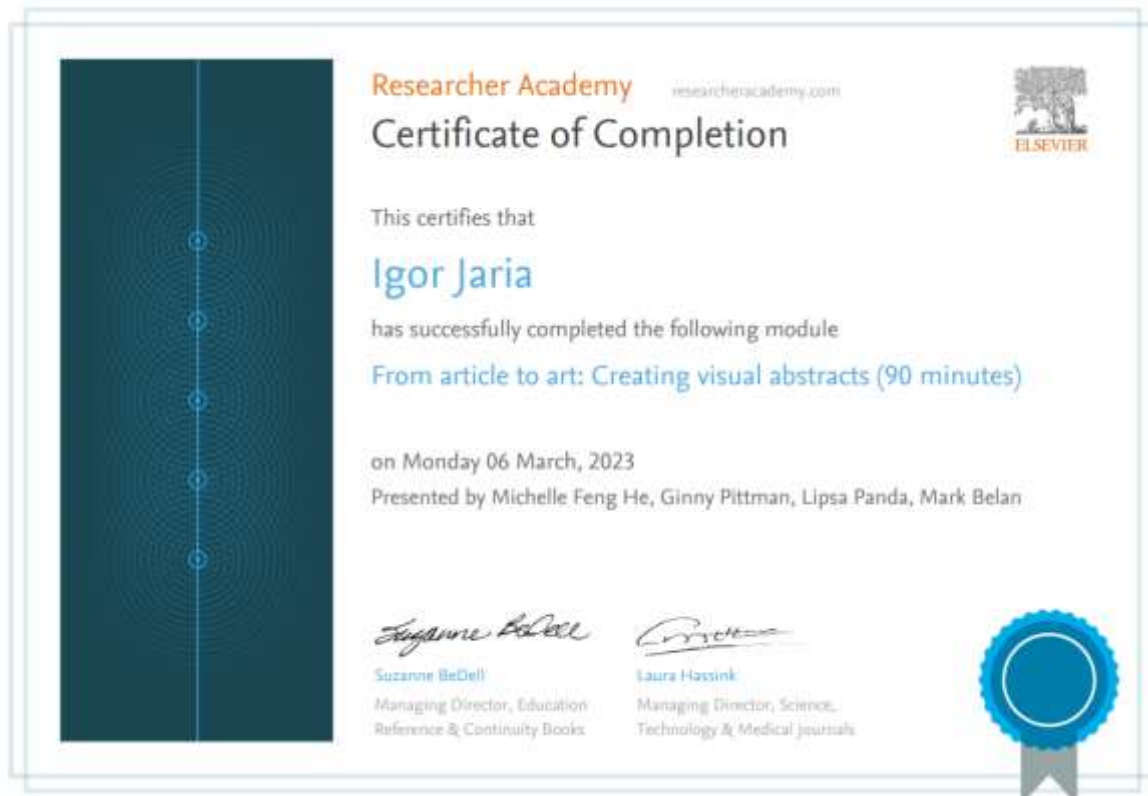 Researcher Academy researcheracademy.com
Certificate of Completion
ELSEVIER
This certifies that
Igor Jaria
has successfully completed the following module
From article to art: Creating visual abstracts (90 minutes)
on Monday 06 March, 2023
Presented by Michelle Feng He, Ginny Pittman, Lipsa Panda, Mark Belan
Suzanne BeDell
Suzanne BeDell
Managing Director, Education
Reference & Continuity Books
Laura Hassink
Managing Director, Science,
Technology & Medical Journals